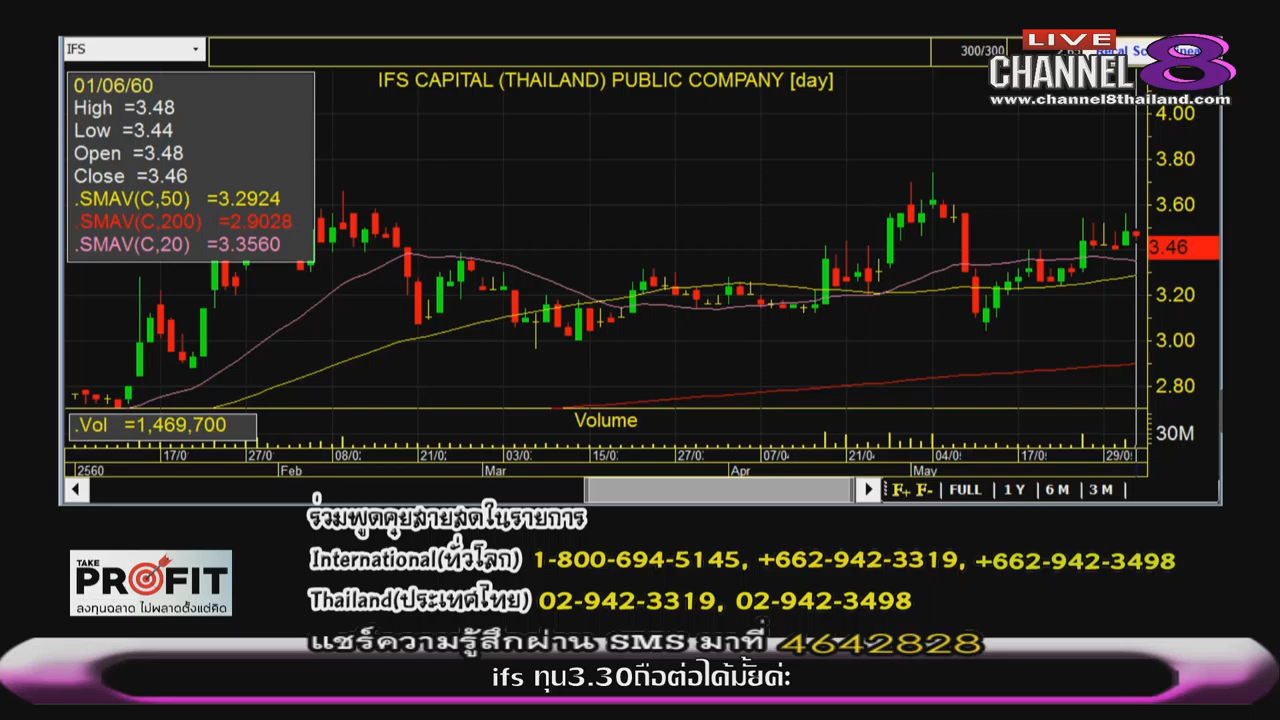 IFS
300/300
LIVE
CHANNEL 8
www.channel8thailand.com
01/06/60
High =3.48
Low =3.44
Open =3.48
Close =3.46
.SMAV(C,50) =3.2924
.SMAV(C,200) =2.9028
.SMAV(C,20) =3.3560
IFS CAPITAL (THAILAND) PUBLIC COMPANY [day]
4.00
3.80
3.60
3.46
3.20
3.00
2.80
.Vol =1,469,700
Volume
30M
17/0 27/0 08/0 21/0 03/0 15/0 27/0 07/0 21/0 04/0 17/0 29/0
2560 Feb Mar Apr May
F+ F- | FULL | 1 Y | 6 M | 3 M |
ร่วมพูดคุยสายสดในรายการ
International(ทั่วโลก) 1-800-694-5145, +662-942-3319, +662-942-3498
Thailand(ประเทศไทย) 02-942-3319, 02-942-3498
แชร์ความรู้สึกผ่าน SMS มาที่ 4642828
TAKE
PROFIT
ลงทุนฉลาด ไม่พลาดตั้งแต่คิด
ifs ทุน3.30ถือต่อได้มั้ยค่ะ